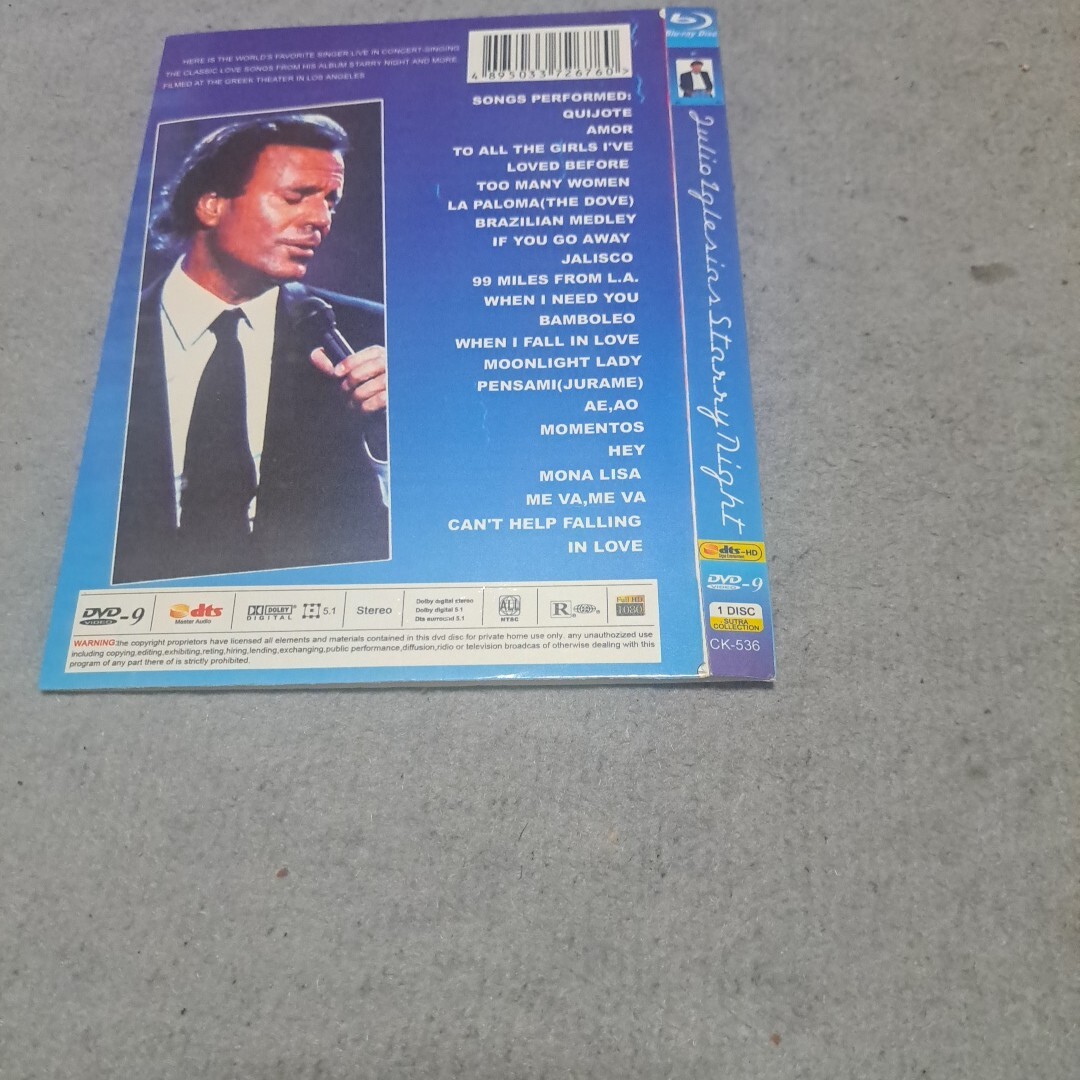 HERE IS THE WORLD'S FAVORITE SINGER LIVE IN CONCERT-SINGING
THE CLASSIC LOVE SONGS FROM HIS ALBUM STARRY NIGHT AND MORE
FILMED AT THE GREEK THEATER IN LOS ANGELES
4 895033 726760 >
SONGS PERFORMED:
QUIJOTE
AMOR
TO ALL THE GIRLS I'VE
LOVED BEFORE
TOO MANY WOMEN
LA PALOMA(THE DOVE)
BRAZILIAN MEDLEY
IF YOU GO AWAY
JALISCO
99 MILES FROM L.A.
WHEN I NEED YOU
BAMBOLEO
WHEN I FALL IN LOVE
MOONLIGHT LADY
PENSAMI(JURAME)
AE,AO
MOMENTOS
HEY
MONA LISA
ME VA,ME VA
CAN'T HELP FALLING
IN LOVE
DVD-9
VIDEO
dts
Master Audio
DOLBY
DIGITAL
5.1
Stereo
Dolby digital stereo
Dolby digital 5.1
Dts surround 5.1
ALL
NTSC
R
Full HD
1080
WARNING:the copyright proprietors have licensed all elements and materials contained in this dvd disc for private home use only. any unauthozized use
including copying,editing,exhibiting,reting,hiring,lending,exchanging,public performance,diffusion,ridio or television broadcas of otherwise dealing with this
program of any part there of is strictly prohibited.
Blu-ray Disc
Julio Iglesias Starry Night
dts-HD
DVD-9
VIDEO
1 DISC
SUTRA
COLLECTION
CK-536